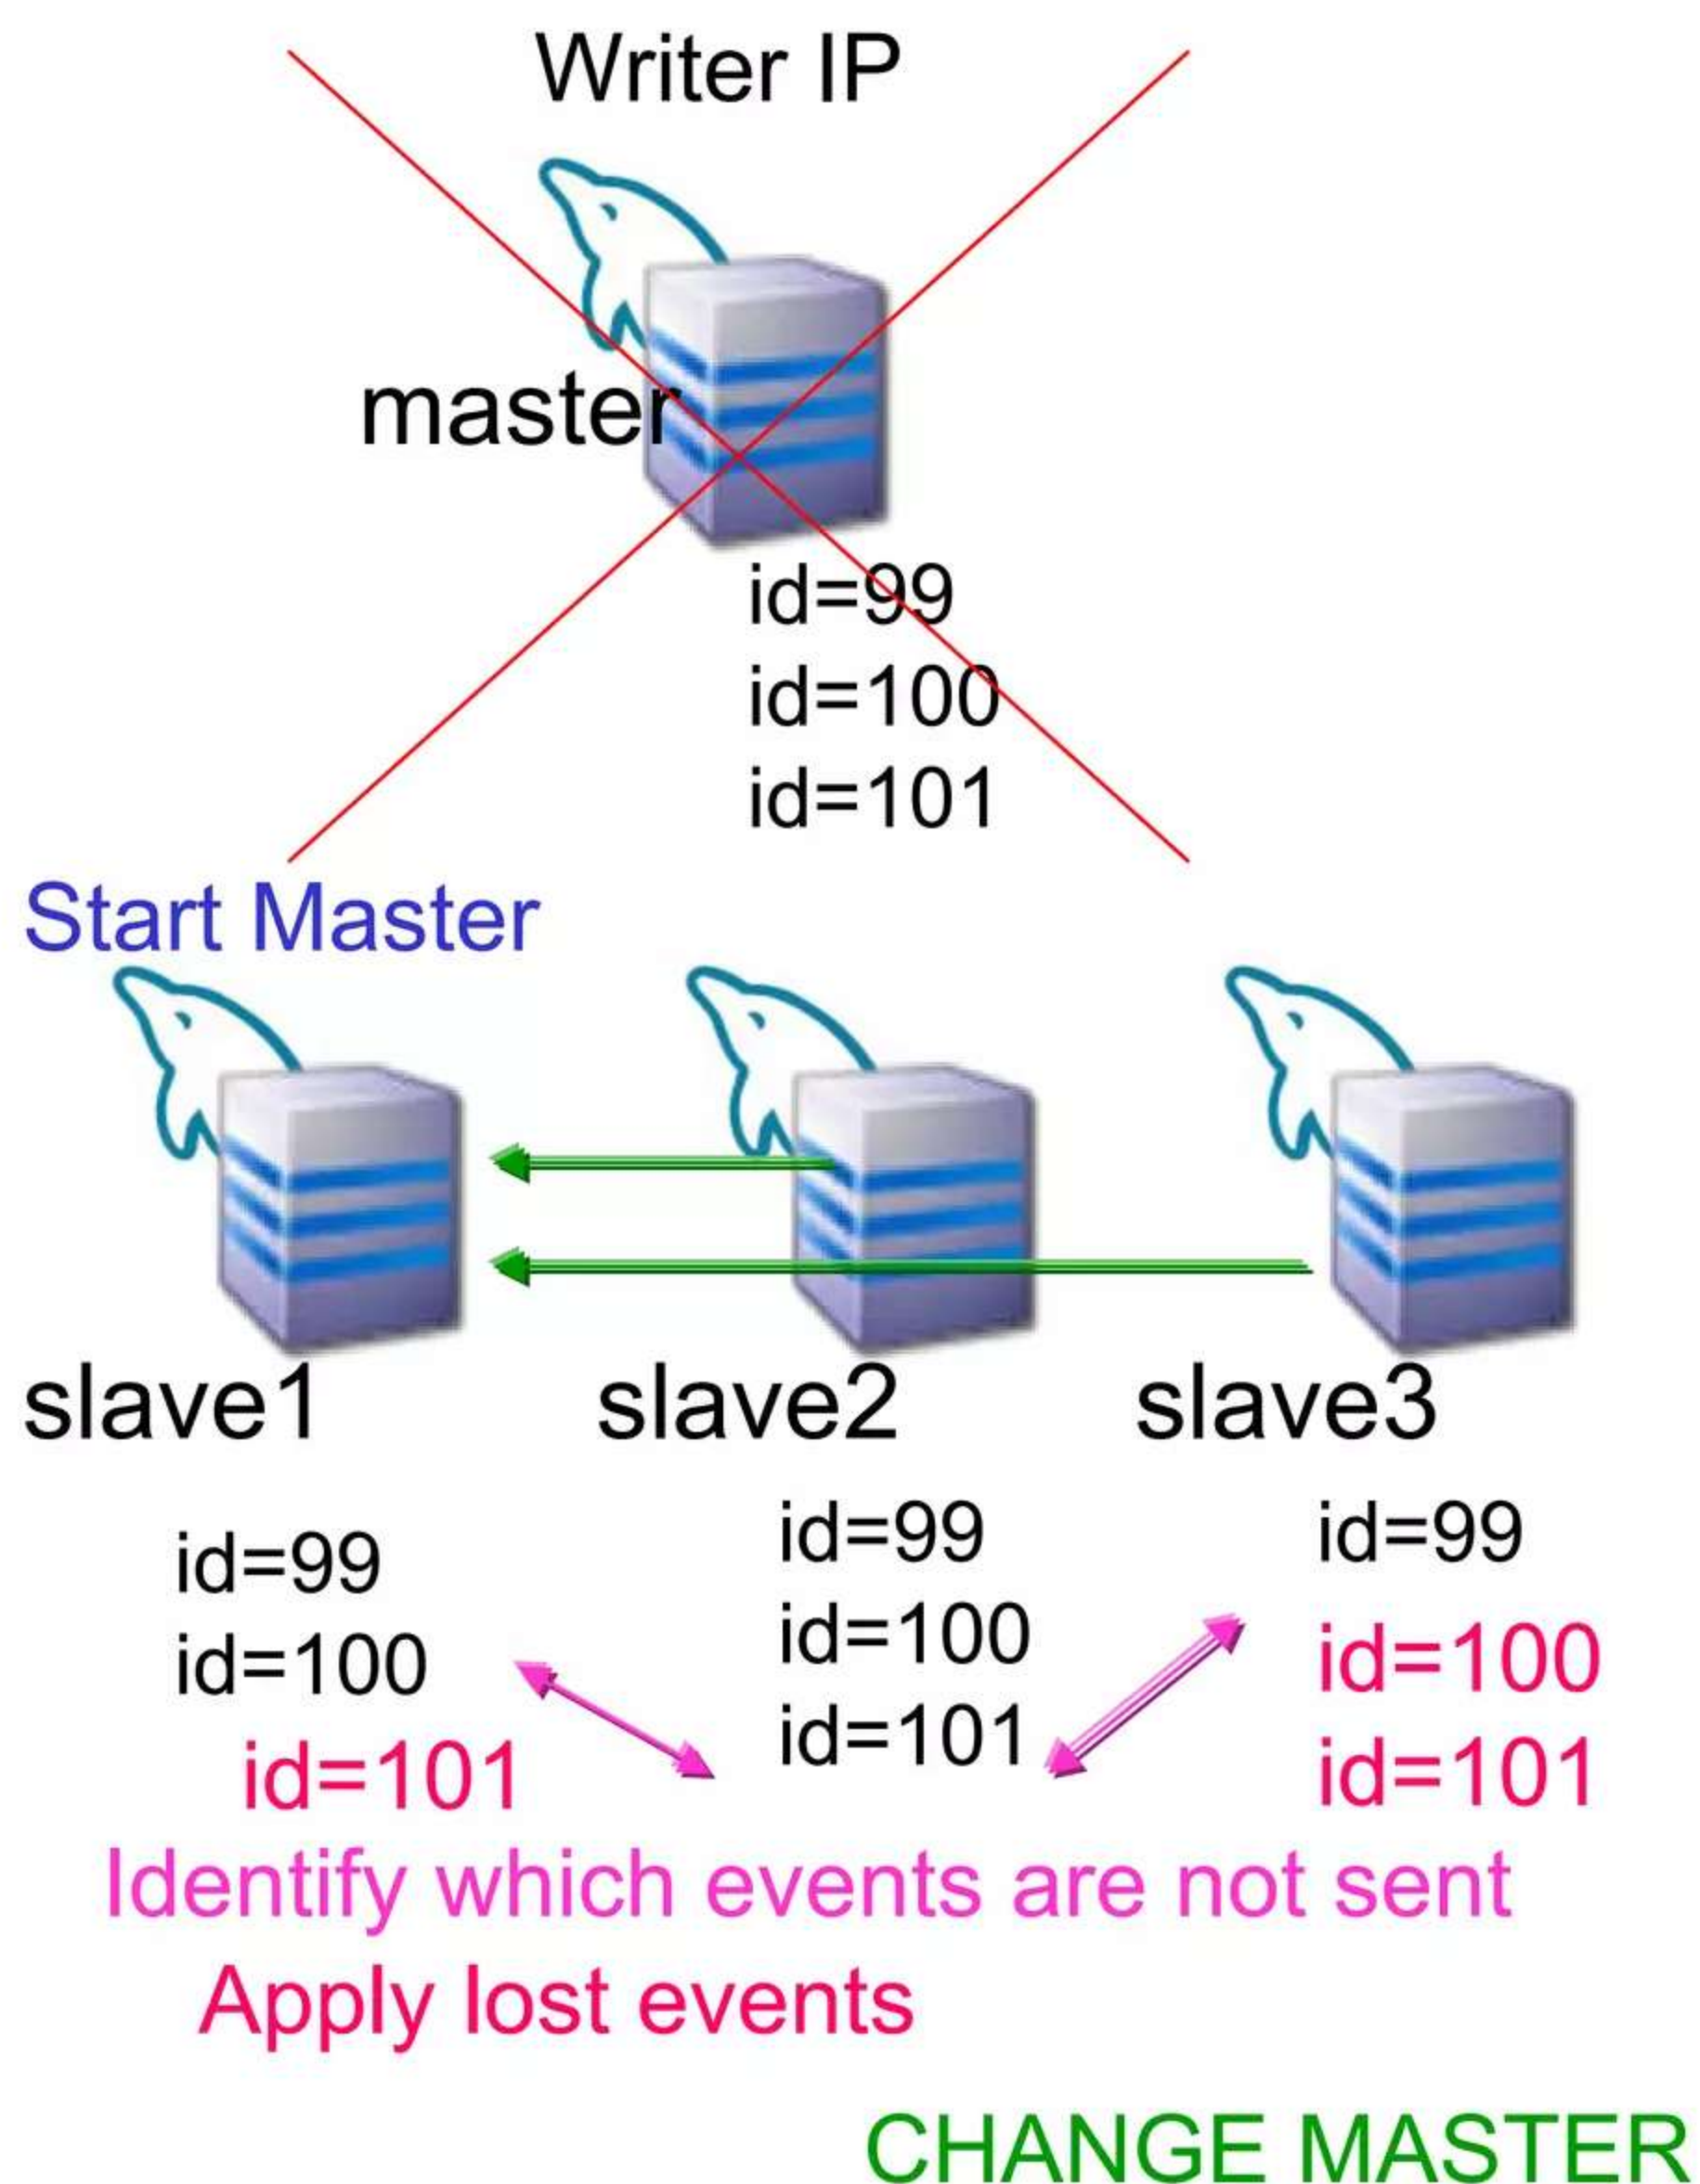 Writer IP
master
id=99
id=100
id=101
Start Master
slave1
slave2
slave3
id=99
id=100
id=101
id=99
id=100
id=101
id=99
id=100
id=101
Identify which events are not sent
Apply lost events
CHANGE MASTER